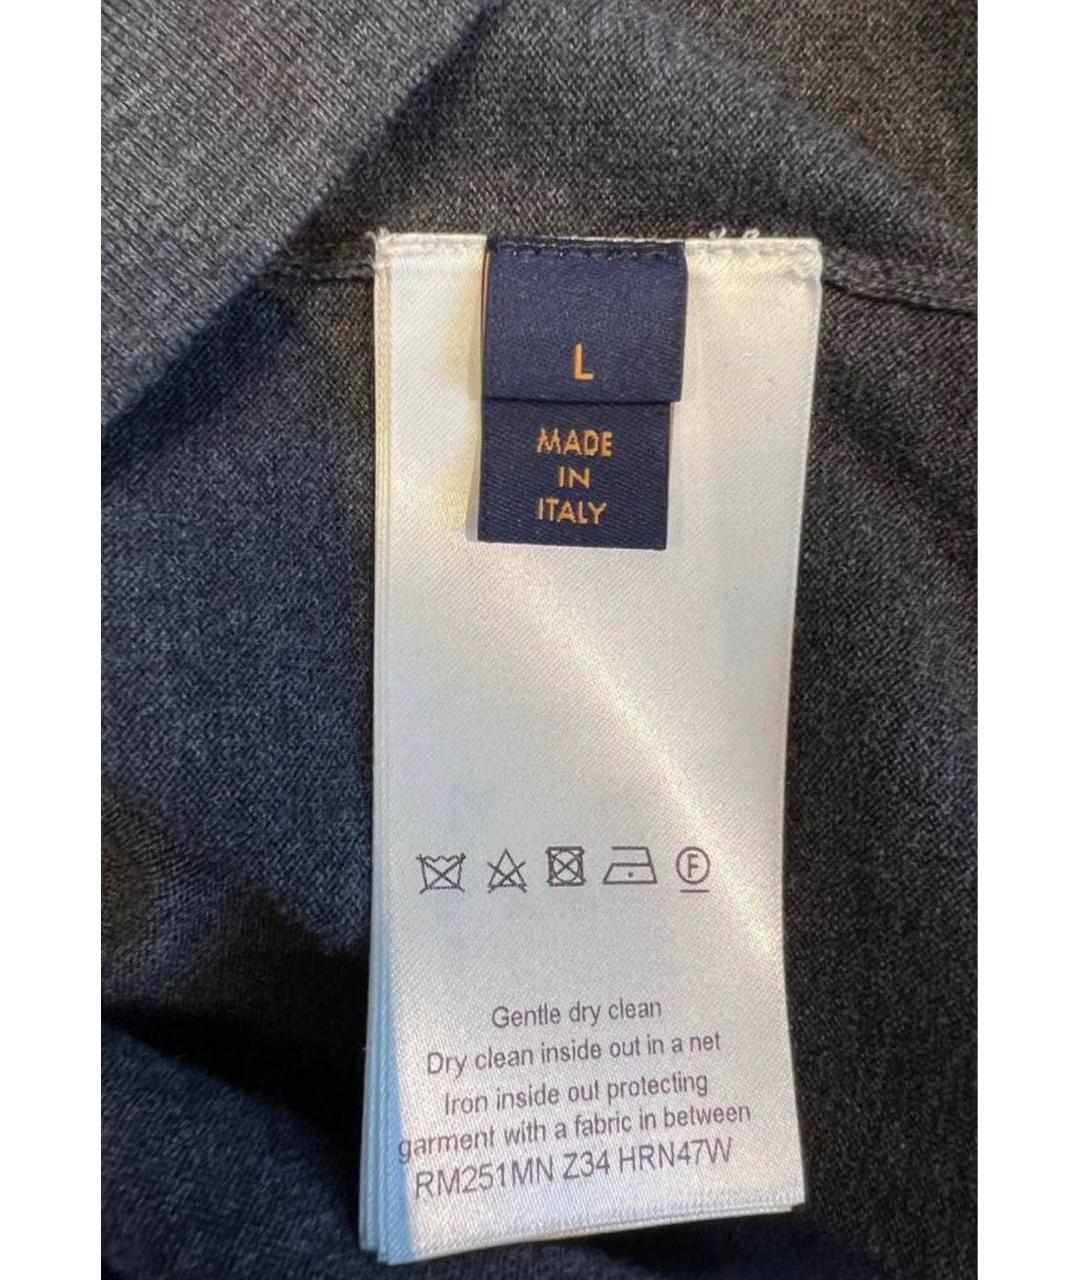 L
MADE
IN
ITALY
F
Gentle dry clean
Dry clean inside out in a net
Iron inside out protecting
garment with a fabric in between
RM251MN Z34 HRN47W